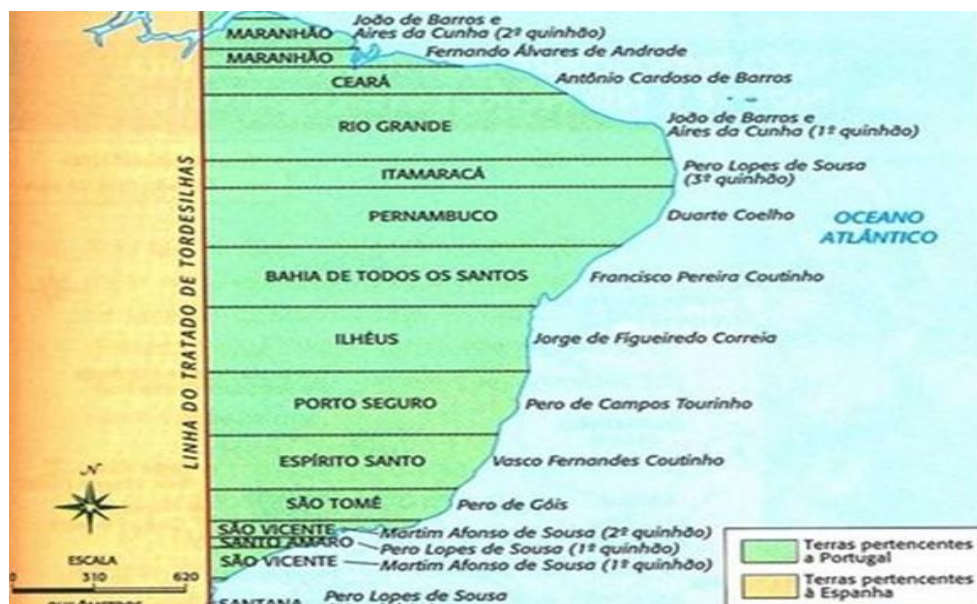 João de Barros e
Aires da Cunha (2º quinhão)
MARANHÃO
Fernando Álvares de Andrade
MARANHÃO
CEARÁ
Antônio Cardoso de Barros
João de Barros e
Aires da Cunha (1º quinhão)
RIO GRANDE
ITAMARACÁ
Pero Lopes de Sousa
(3º quinhão)
PERNAMBUCO
Duarte Coelho
OCEANO
ATLÂNTICO
BAHIA DE TODOS OS SANTOS
Francisco Pereira Coutinho
ILHÉUS
Jorge de Figueiredo Correia
PORTO SEGURO
Pero de Campos Tourinho
ESPÍRITO SANTO
Vasco Fernandes Coutinho
SÃO TOMÉ
Pero de Góis
SÃO VICENTE
Martim Afonso de Sousa (2º quinhão)
SANTO AMARO
Pero Lopes de Sousa (1º quinhão)
SÃO VICENTE
Martim Afonso de Sousa (1º quinhão)
SANTANA
Pero Lopes de Sousa
LINHA DO TRATADO DE TORDESILHAS
N
ESCALA
0 310 620
QUILÔMETROS
Terras pertencentes
a Portugal
Terras pertencentes
à Espanha